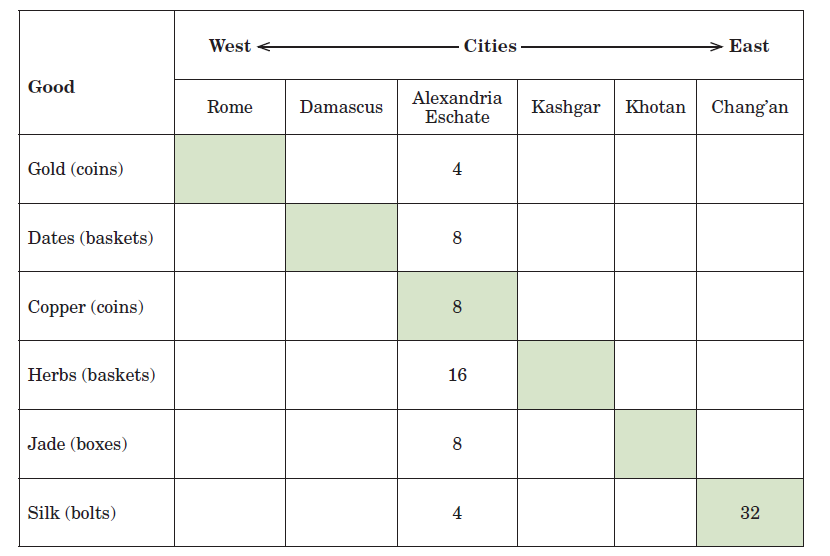 West Cities East
Good
Rome Damascus Alexandria Eschate Kashgar Khotan Chang’an
Gold (coins) 4
Dates (baskets) 8
Copper (coins) 8
Herbs (baskets) 16
Jade (boxes) 8
Silk (bolts) 4 32